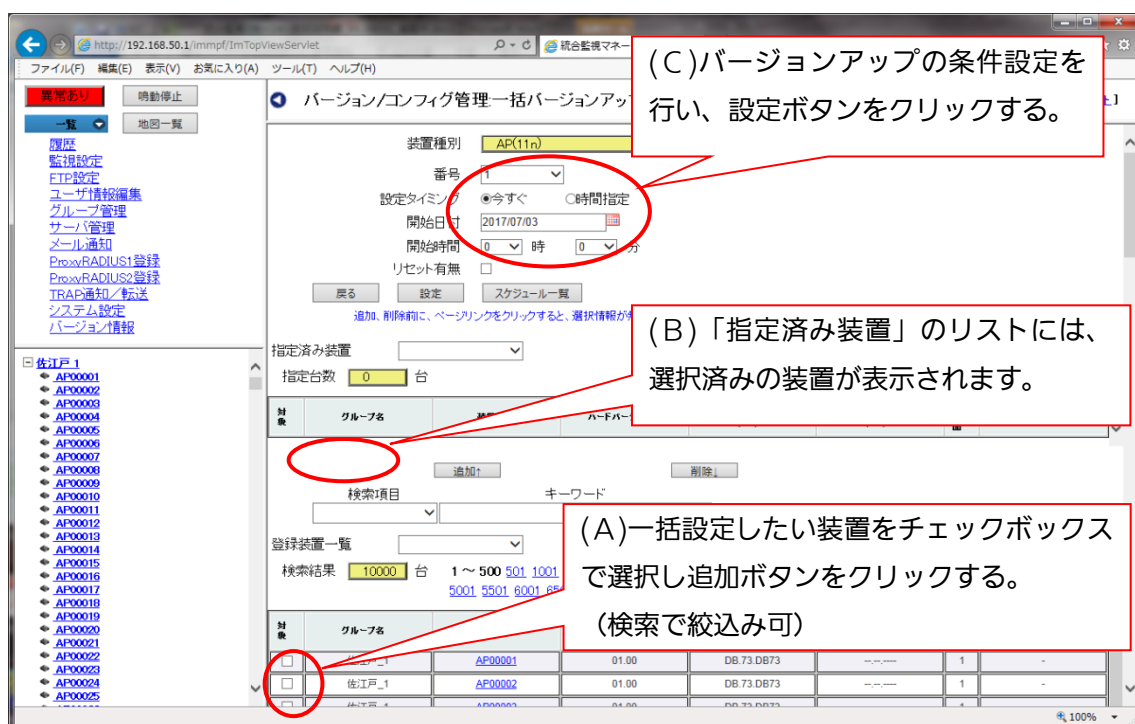 http://192.168.50.1/immpf/ImTopViewServlet
統合監視マネー
ファイル(F) 編集(E) 表示(V) お気に入り(A) ツール(T) ヘルプ(H)
異常あり 鳴動停止
一覧 地図一覧
履歴
監視設定
FTP設定
ユーザ情報編集
グループ管理
サーバ管理
メール通知
ProxyRADIUS1登録
ProxyRADIUS2登録
TRAP通知/転送
システム設定
バージョン情報
佐江戸 1
AP00001
AP00002
AP00003
AP00004
AP00005
AP00006
AP00007
AP00008
AP00009
AP00010
AP00011
AP00012
AP00013
AP00014
AP00015
AP00016
AP00017
AP00018
AP00019
AP00020
AP00021
AP00022
AP00023
AP00024
AP00025
バージョン/コンフィグ管理:一括バージョンアップ
(C)バージョンアップの条件設定を
行い、設定ボタンをクリックする。
装置種別 AP(11n)
番号 1
設定タイミング 今すぐ 時間指定
開始日付 2017/07/03
開始時間 0 時 0 分
リセット有無
戻る 設定 スケジュール一覧
追加、削除前に、ページリンクをクリックすると、選択情報が
(B)「指定済み装置」のリストには、
選択済みの装置が表示されます。
指定済み装置
指定台数 0 台
対象 グループ名 ハードバー
追加↑ 削除↓
検索項目 キーワード
(A)一括設定したい装置をチェックボックス
で選択し追加ボタンをクリックする。
(検索で絞込み可)
登録装置一覧
検索結果 10000 台 1～500 501 1001
5001 5501 6001
対象 グループ名
佐江戸_1 AP00001 01.00 DB.73.DB73 --.--.---- 1 -
佐江戸_1 AP00002 01.00 DB.73.DB73 --.--.---- 1 -
100%